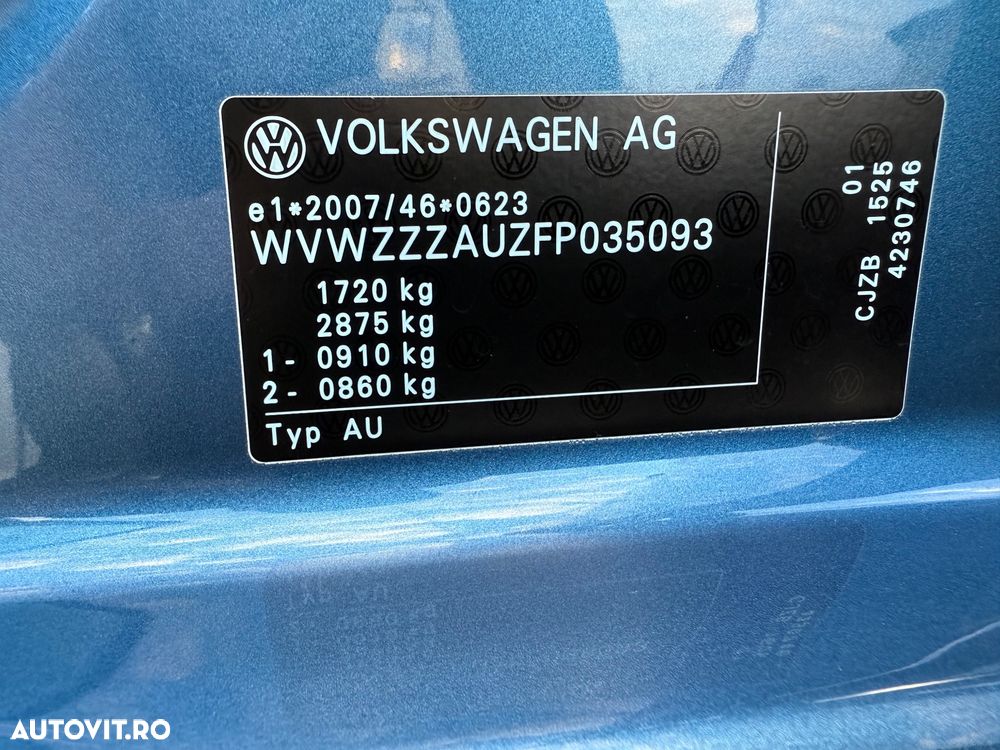 VOLKSWAGEN AG
e1*2007/46*0623
WVWZZZAUZFP035093
1720 kg
2875 kg
1- 0910 kg
2- 0860 kg
Typ AU
01
CJZB 1525
4230746
AUTOVIT.RO